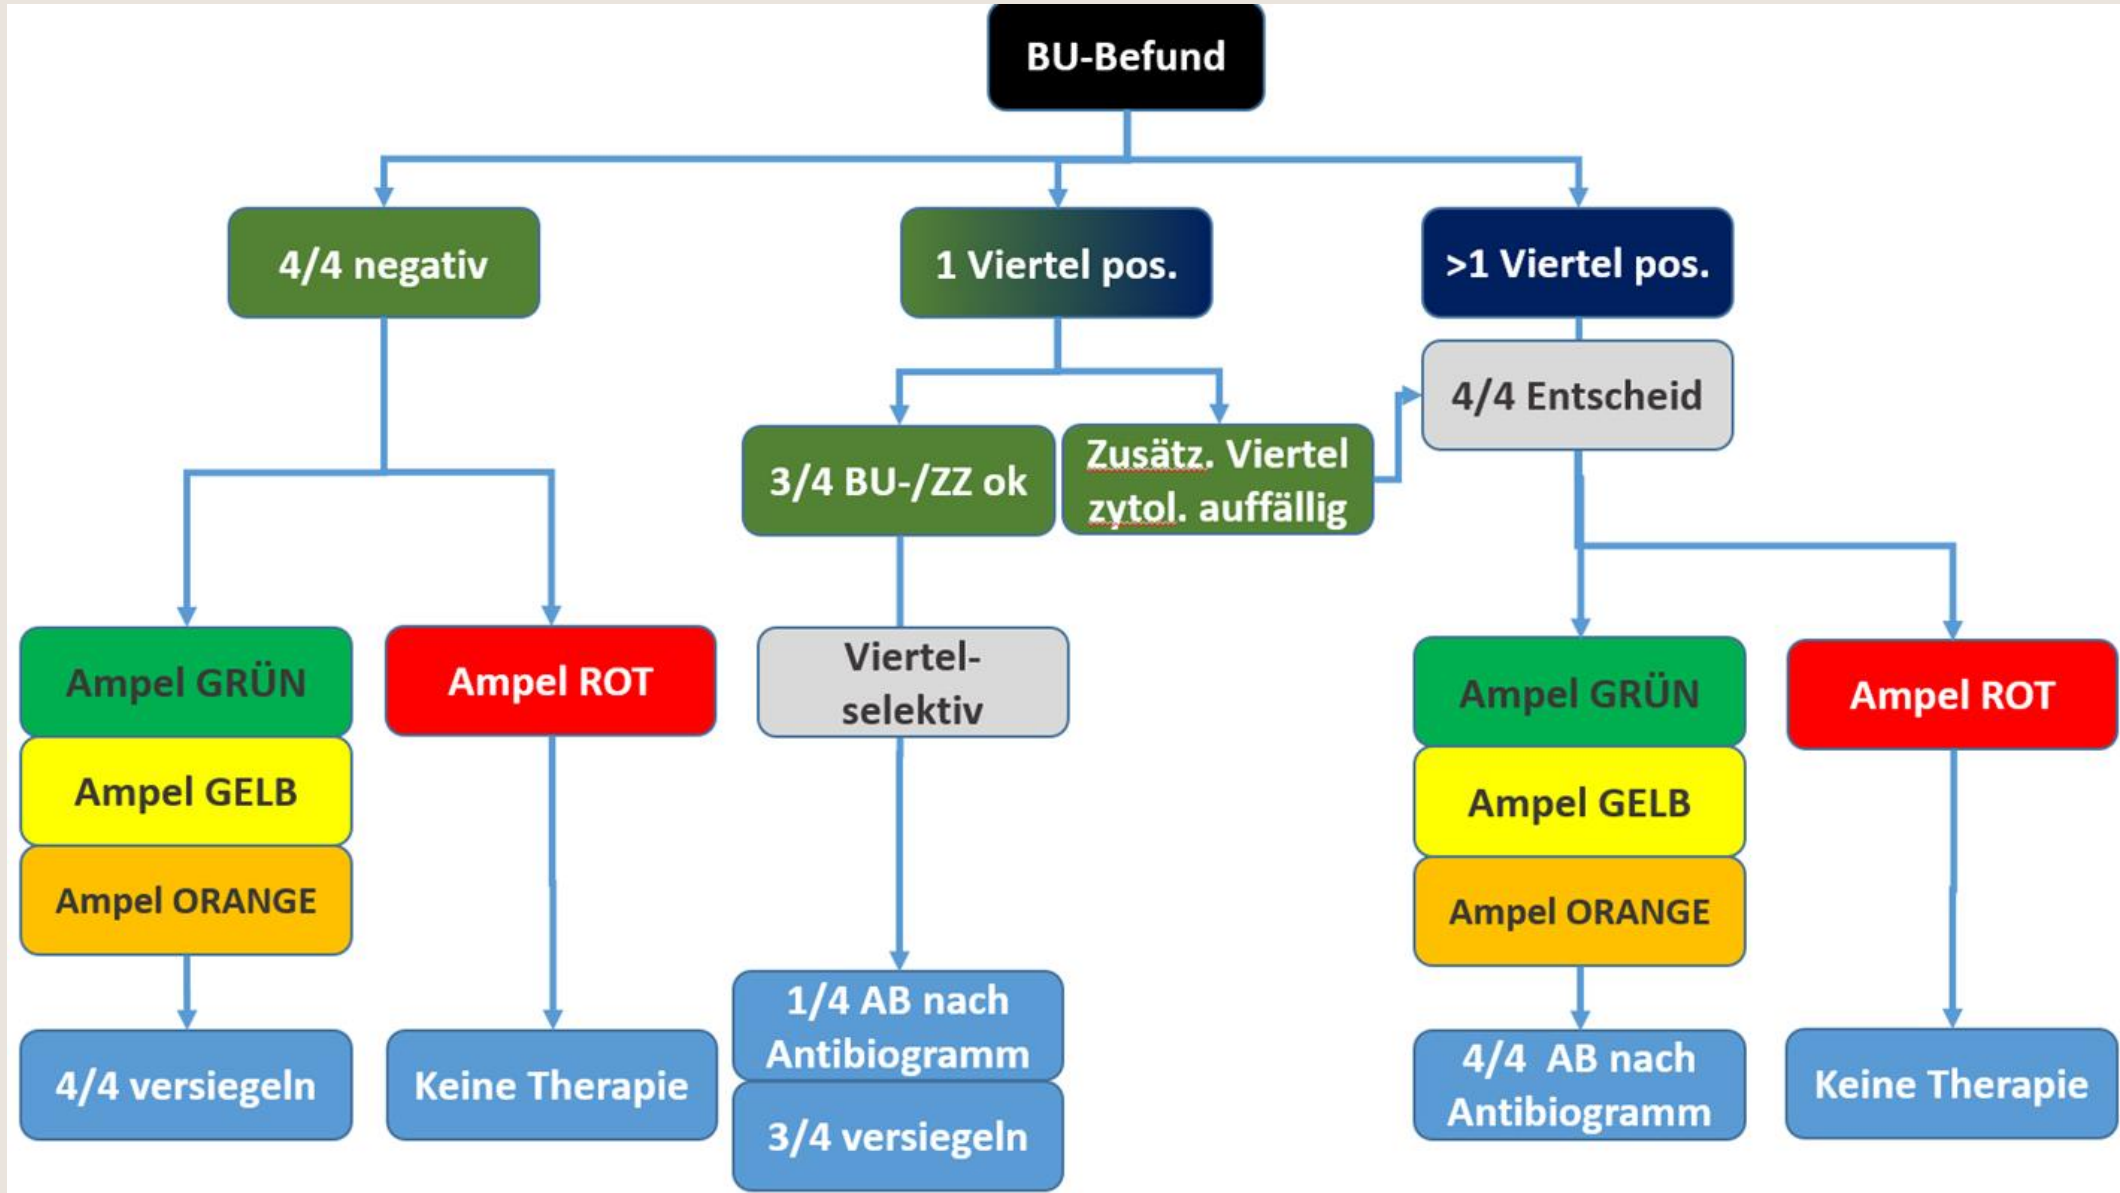 BU-Befund
4/4 negativ
1 Viertel pos.
>1 Viertel pos.
4/4 Entscheid
3/4 BU-/ZZ ok
Zusätz. Viertel
zytol. auffällig
Ampel GRÜN
Ampel GELB
Ampel ORANGE
Ampel ROT
Viertel-
selektiv
Ampel GRÜN
Ampel GELB
Ampel ORANGE
Ampel ROT
4/4 versiegeln
Keine Therapie
1/4 AB nach
Antibiogramm
3/4 versiegeln
4/4  AB nach
Antibiogramm
Keine Therapie